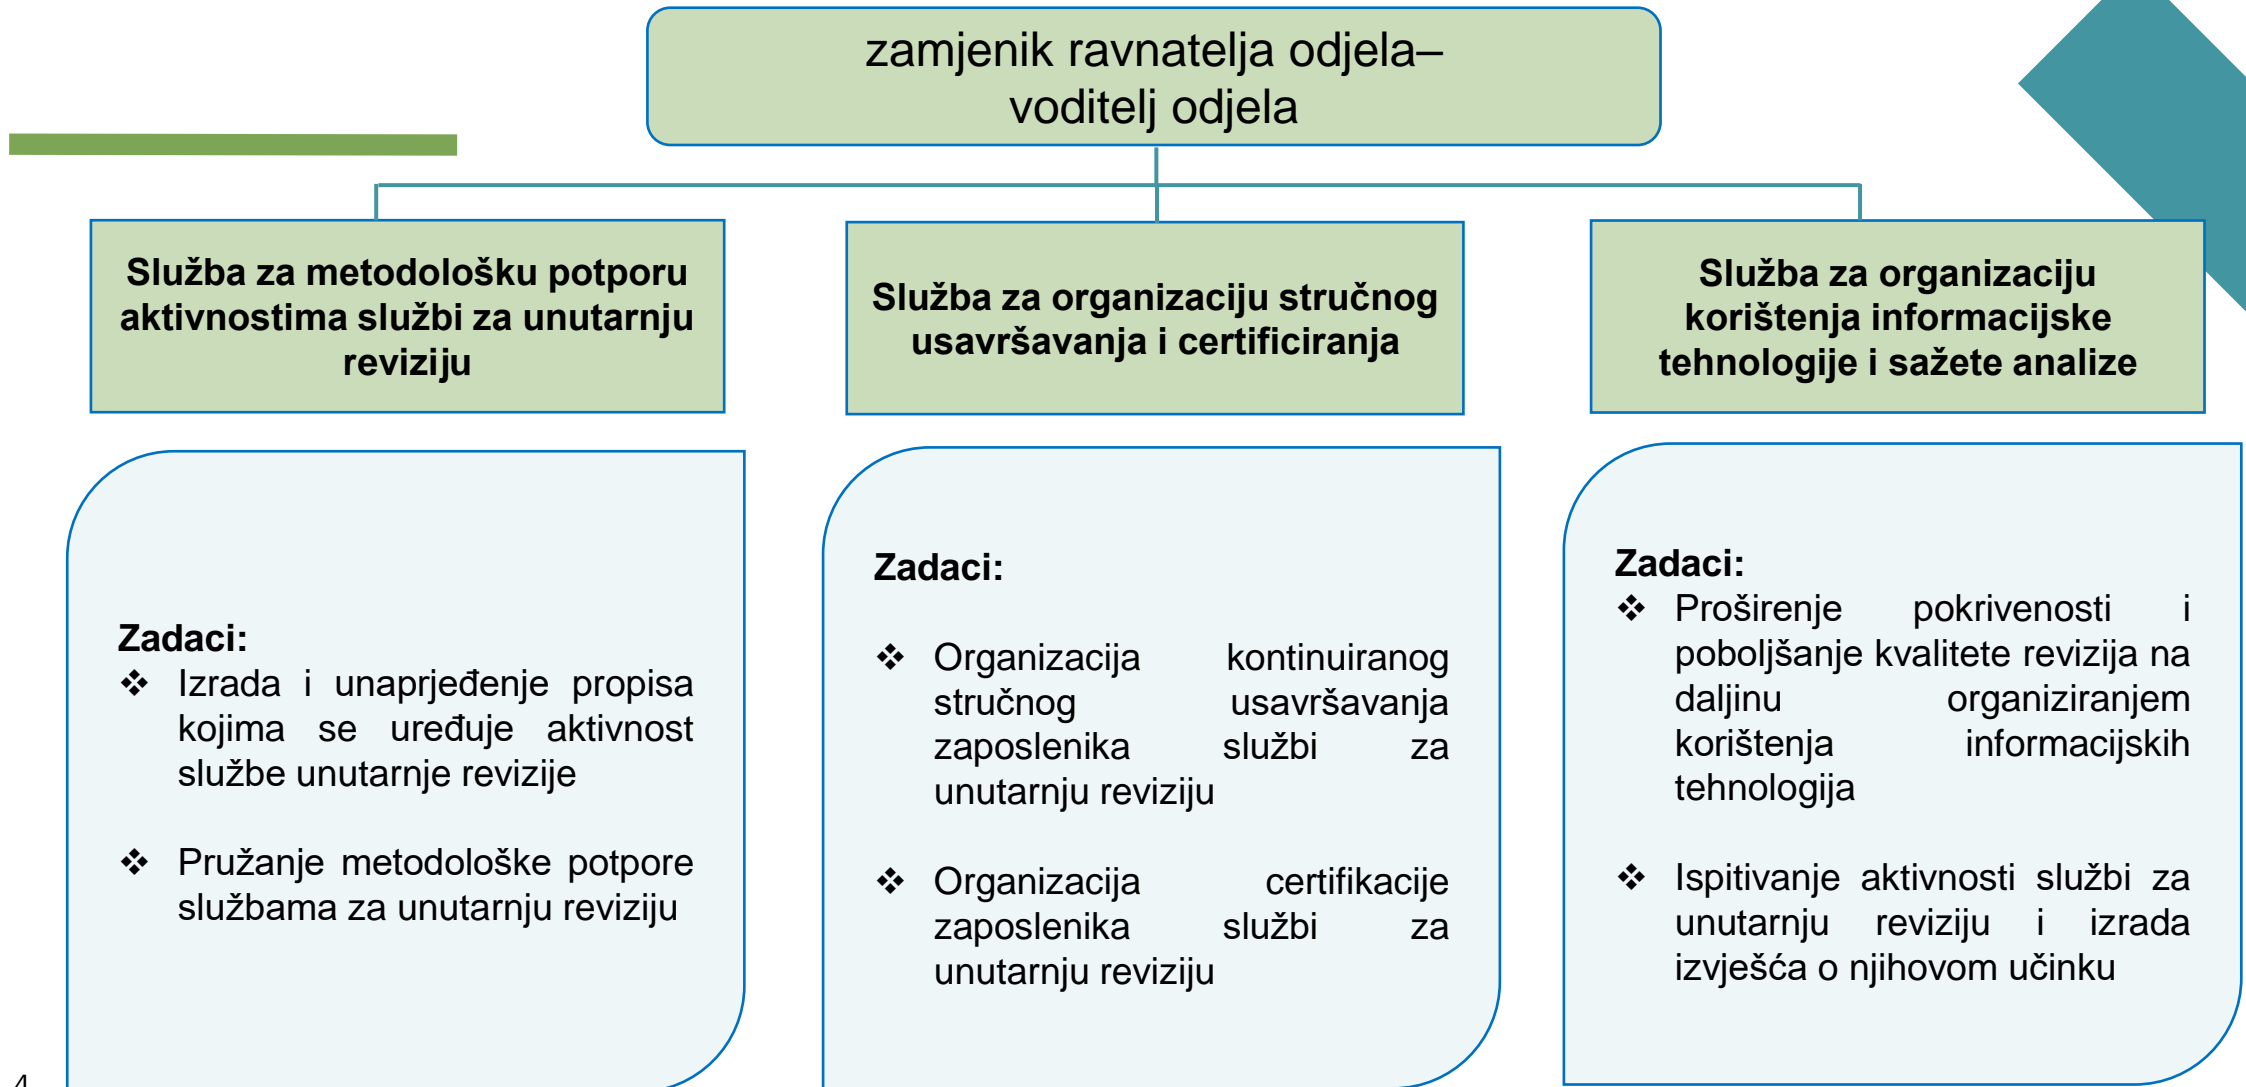 zamjenik ravnatelja odjela–
voditelj odjela
Služba za metodološku potporu
aktivnostima službi za unutarnju
reviziju
Služba za organizaciju stručnog
usavršavanja i certificiranja
Služba za organizaciju
korištenja informacijske
tehnologije i sažete analize
Zadaci:
❖ Izrada i unaprjeđenje propisa
kojima se uređuje aktivnost
službe unutarnje revizije
❖ Pružanje metodološke potpore
službama za unutarnju reviziju
Zadaci:
❖ Organizacija kontinuiranog
stručnog usavršavanja
zaposlenika službi za
unutarnju reviziju
❖ Organizacija certifikacije
zaposlenika službi za
unutarnju reviziju
Zadaci:
❖ Proširenje pokrivenosti i
poboljšanje kvalitete revizija na
daljinu organiziranjem
korištenja informacijskih
tehnologija
❖ Ispitivanje aktivnosti službi za
unutarnju reviziju i izrada
izvješća o njihovom učinku
4